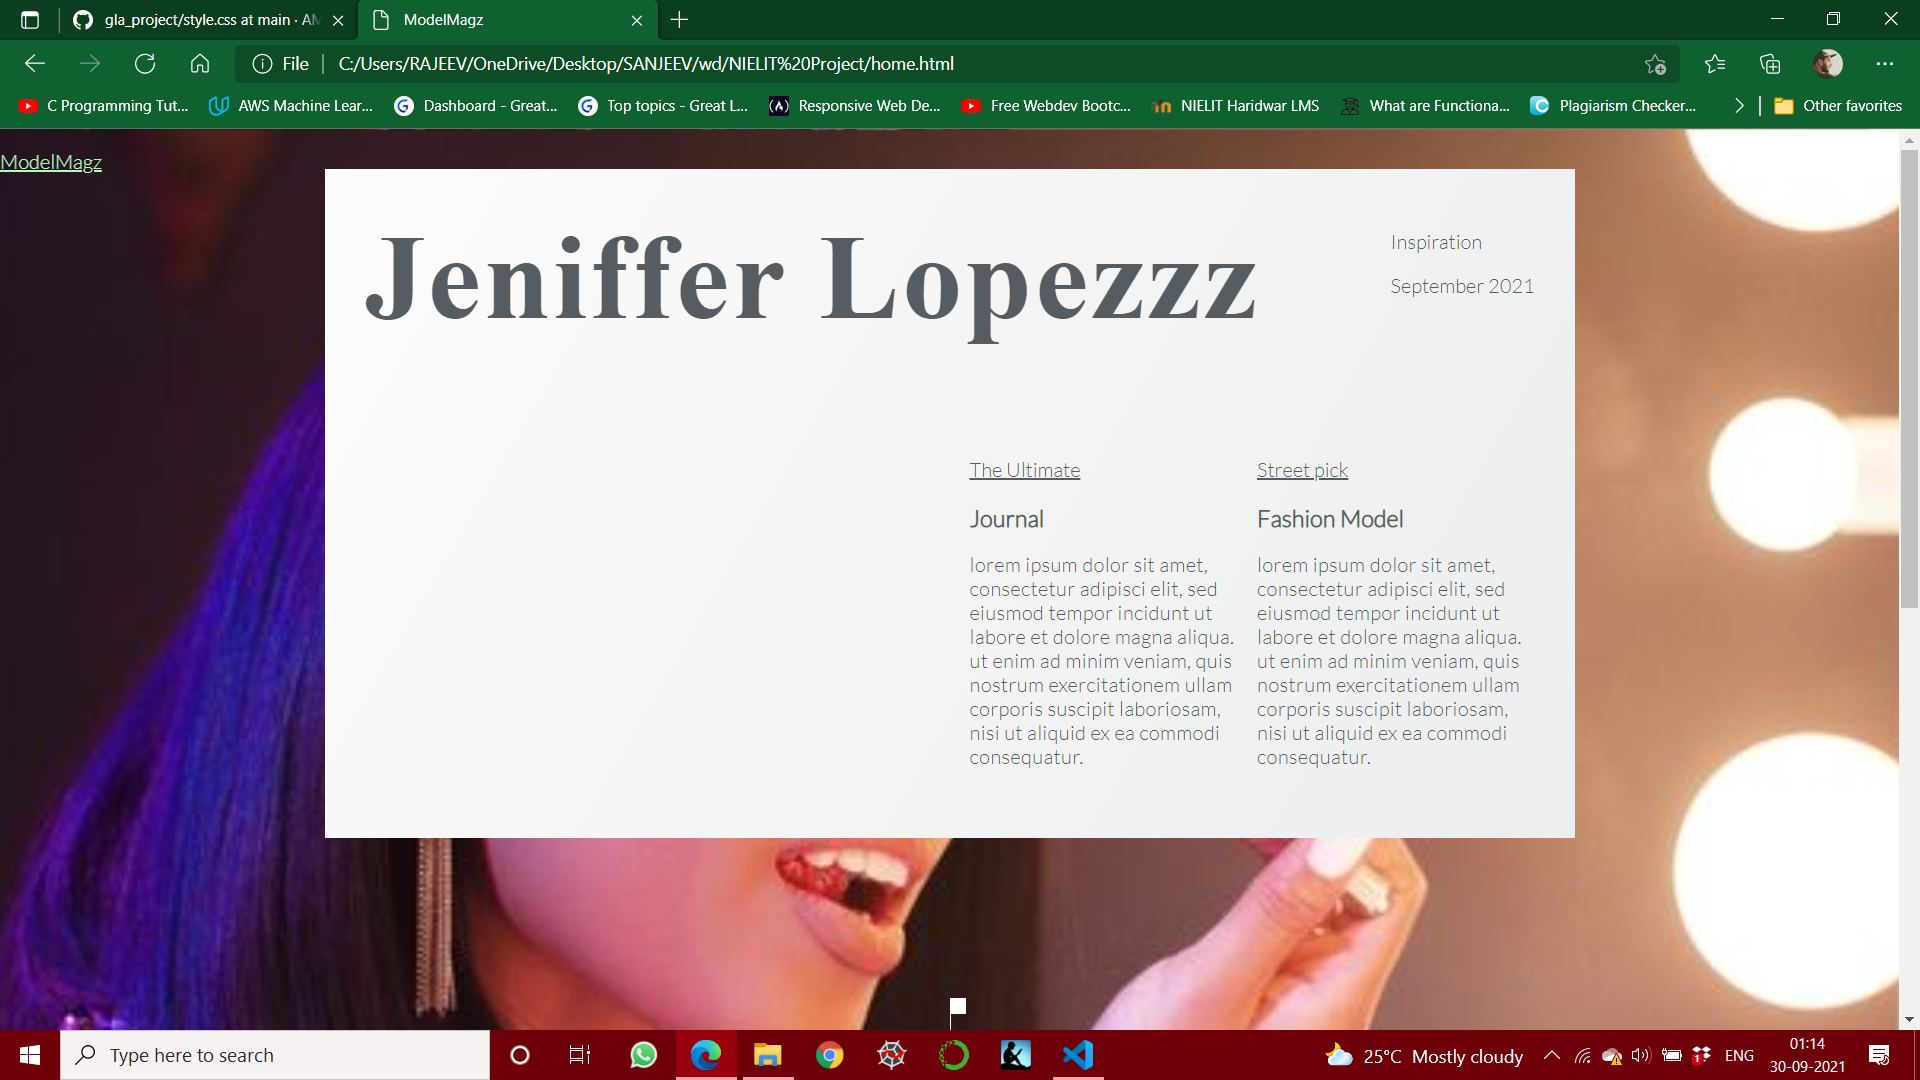 gla_project/style.css at main · AM
ModelMagz
File
C:/Users/RAJEEV/OneDrive/Desktop/SANJEEV/wd/NIELIT%20Project/home.html
C Programming Tut...
AWS Machine Lear...
Dashboard - Great...
Top topics - Great L...
Responsive Web De...
Free Webdev Bootc...
NIELIT Haridwar LMS
What are Functiona...
Plagiarism Checker...
Other favorites
ModelMagz
Jeniffer Lopezzz
Inspiration
September 2021
The Ultimate
Journal
lorem ipsum dolor sit amet,
consectetur adipisci elit, sed
eiusmod tempor incidunt ut
labore et dolore magna aliqua.
ut enim ad minim veniam, quis
nostrum exercitationem ullam
corporis suscipit laboriosam,
nisi ut aliquid ex ea commodi
consequatur.
Street pick
Fashion Model
lorem ipsum dolor sit amet,
consectetur adipisci elit, sed
eiusmod tempor incidunt ut
labore et dolore magna aliqua.
ut enim ad minim veniam, quis
nostrum exercitationem ullam
corporis suscipit laboriosam,
nisi ut aliquid ex ea commodi
consequatur.
Type here to search
25°C Mostly cloudy
ENG
01:14
30-09-2021